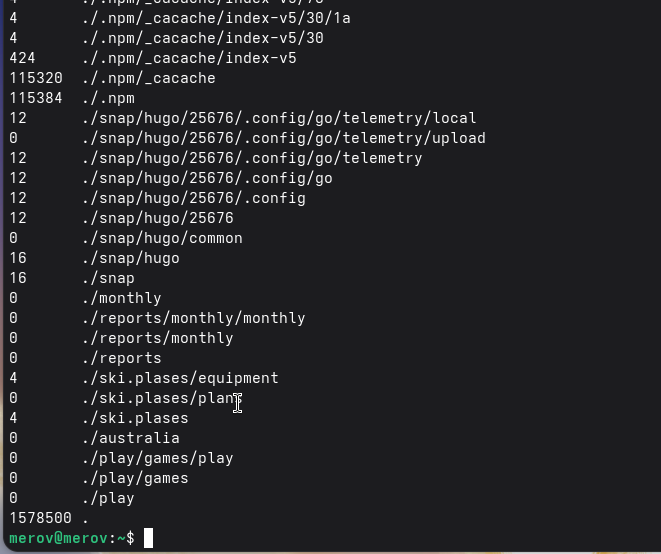 4 ./.npm/_cacache/index-v5/30/1a
4 ./.npm/_cacache/index-v5/30
424 ./.npm/_cacache/index-v5
115320 ./.npm/_cacache
115384 ./.npm
12 ./snap/hugo/25676/.config/go/telemetry/local
0 ./snap/hugo/25676/.config/go/telemetry/upload
12 ./snap/hugo/25676/.config/go/telemetry
12 ./snap/hugo/25676/.config/go
12 ./snap/hugo/25676/.config
12 ./snap/hugo/25676
0 ./snap/hugo/common
16 ./snap/hugo
16 ./snap
0 ./monthly
0 ./reports/monthly/monthly
0 ./reports/monthly
0 ./reports
4 ./ski.plases/equipment
0 ./ski.plases/plans
4 ./ski.plases
0 ./australia
0 ./play/games/play
0 ./play/games
0 ./play
1578500 .
merov@merov:~$